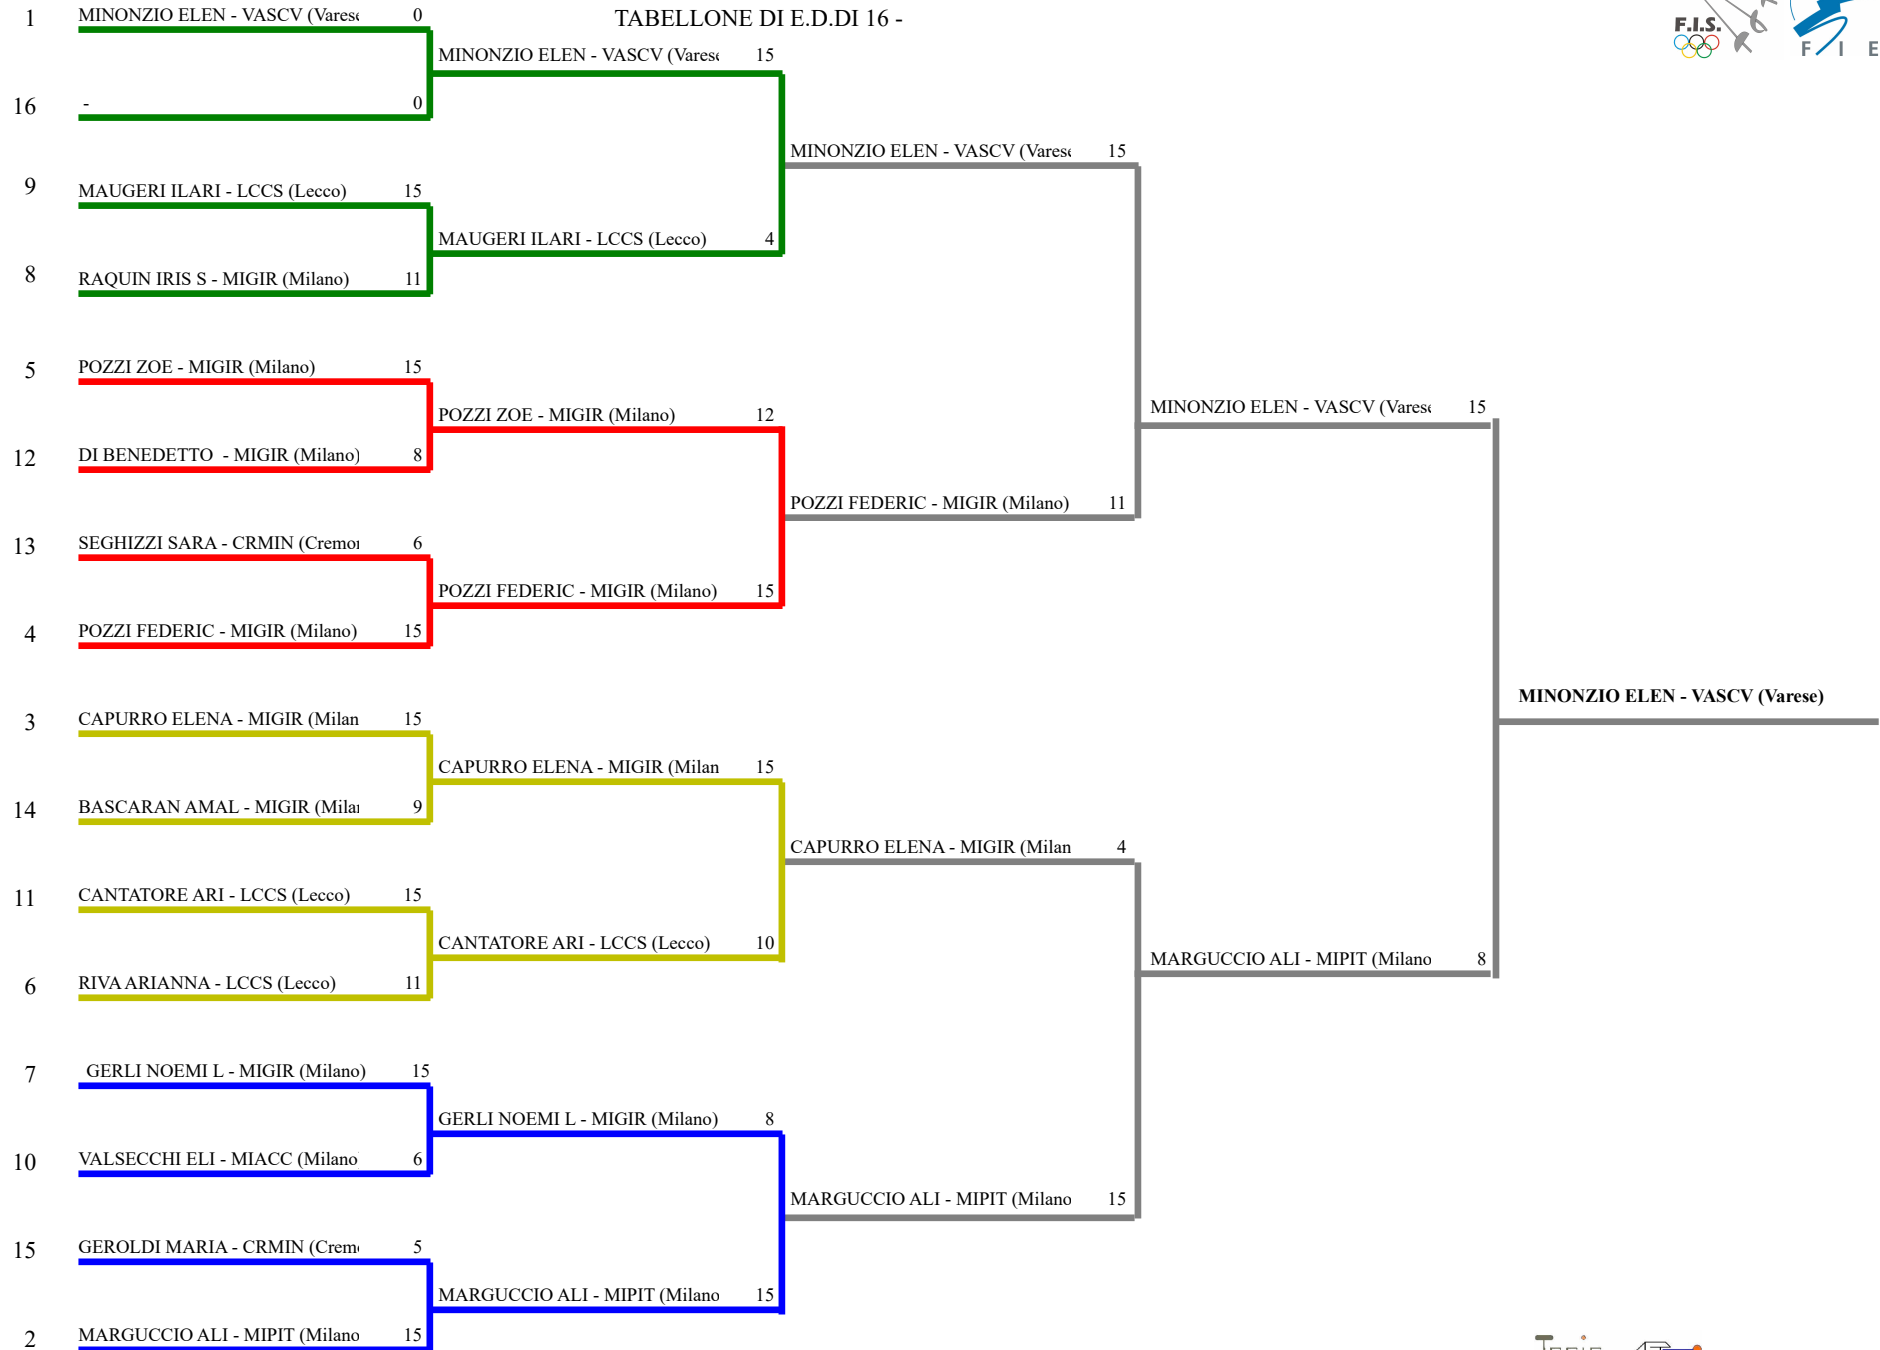 TABELLONE DI E.D.DI 16 -
F.I.S.
F I E
1 MINONZIO ELEN - VASCV (Varese 0
MINONZIO ELEN - VASCV (Varese 15
16 - 0
MINONZIO ELEN - VASCV (Varese 15
9 MAUGERI ILARI - LCCS (Lecco) 15
MAUGERI ILARI - LCCS (Lecco) 4
8 RAQUIN IRIS S - MIGIR (Milano) 11
5 POZZI ZOE - MIGIR (Milano) 15
POZZI ZOE - MIGIR (Milano) 12
MINONZIO ELEN - VASCV (Varese 15
12 DI BENEDETTO - MIGIR (Milano) 8
POZZI FEDERIC - MIGIR (Milano) 11
13 SEGHIZZI SARA - CRMIN (Cremon 6
POZZI FEDERIC - MIGIR (Milano) 15
4 POZZI FEDERIC - MIGIR (Milano) 15
MINONZIO ELEN - VASCV (Varese)
3 CAPURRO ELENA - MIGIR (Milan 15
CAPURRO ELENA - MIGIR (Milan 15
14 BASCARAN AMAL - MIGIR (Milan 9
CAPURRO ELENA - MIGIR (Milan 4
11 CANTATORE ARI - LCCS (Lecco) 15
CANTATORE ARI - LCCS (Lecco) 10
MARGUCCIO ALI - MIPIT (Milano 8
6 RIVA ARIANNA - LCCS (Lecco) 11
7 GERLI NOEMI L - MIGIR (Milano) 15
GERLI NOEMI L - MIGIR (Milano) 8
10 VALSECCHI ELI - MIACC (Milano 6
MARGUCCIO ALI - MIPIT (Milano 15
15 GEROLDI MARIA - CRMIN (Crem 5
MARGUCCIO ALI - MIPIT (Milano 15
2 MARGUCCIO ALI - MIPIT (Milano 15